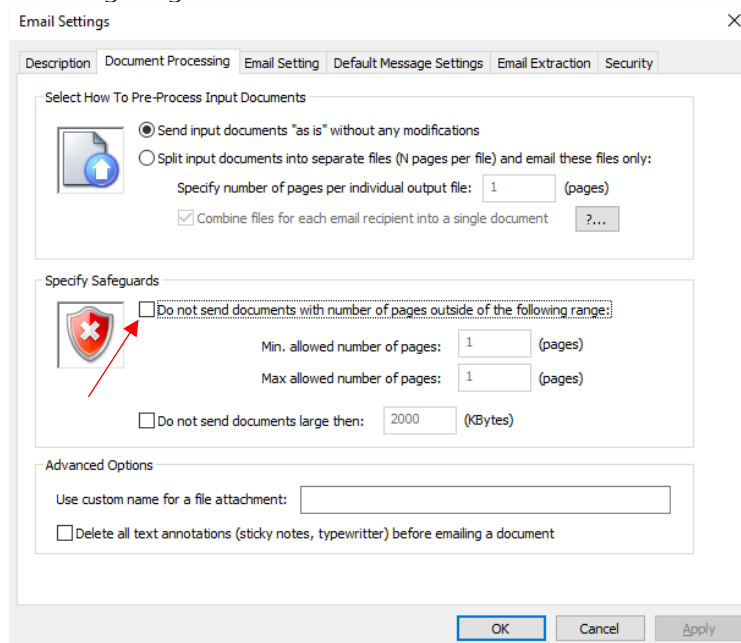 Email Settings
Description Document Processing Email Setting Default Message Settings Email Extraction Security
Select How To Pre-Process Input Documents
Send input documents "as is" without any modifications
Split input documents into separate files (N pages per file) and email these files only:
Specify number of pages per individual output file: 1 (pages)
Combine files for each email recipient into a single document ?...
Specify Safeguards
Do not send documents with number of pages outside of the following range:
Min. allowed number of pages: 1 (pages)
Max allowed number of pages: 1 (pages)
Do not send documents large then: 2000 (KBytes)
Advanced Options
Use custom name for a file attachment:
Delete all text annotations (sticky notes, typewritter) before emailing a document
OK Cancel Apply